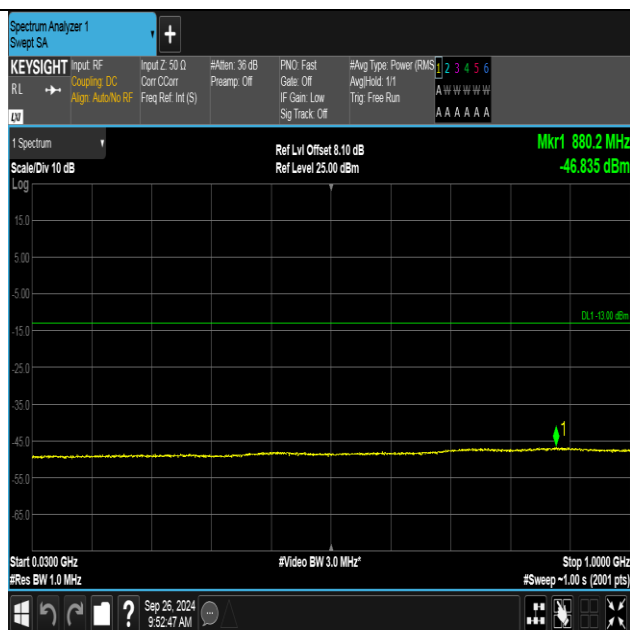 Spectrum Analyzer 1
Swept SA
+
KEYSIGHT
RL
LXI
Input: RF
Coupling: DC
Align: Auto/No RF
Input Z: 50 Ω
Corr CCorr
Freq Ref: Int (S)
#Atten: 36 dB
Preamp: Off
PNO: Fast
Gate: Off
IF Gain: Low
Sig Track: Off
#Avg Type: Power (RMS
Avg|Hold: 1/1
Trig: Free Run
1 2 3 4 5 6
A W W W W W
A A A A A A
1 Spectrum
Scale/Div 10 dB
Ref Lvl Offset 8.10 dB
Ref Level 25.00 dBm
Mkr1 880.2 MHz
-46.835 dBm
Log
15.0
5.00
-5.00
DL1 -13.00 dBm
-15.0
-25.0
-35.0
1
-45.0
-55.0
-65.0
Start 0.0300 GHz
#Res BW 1.0 MHz
#Video BW 3.0 MHz*
Stop 1.0000 GHz
#Sweep ~1.00 s (2001 pts)
?
Sep 26, 2024
9:52:47 AM